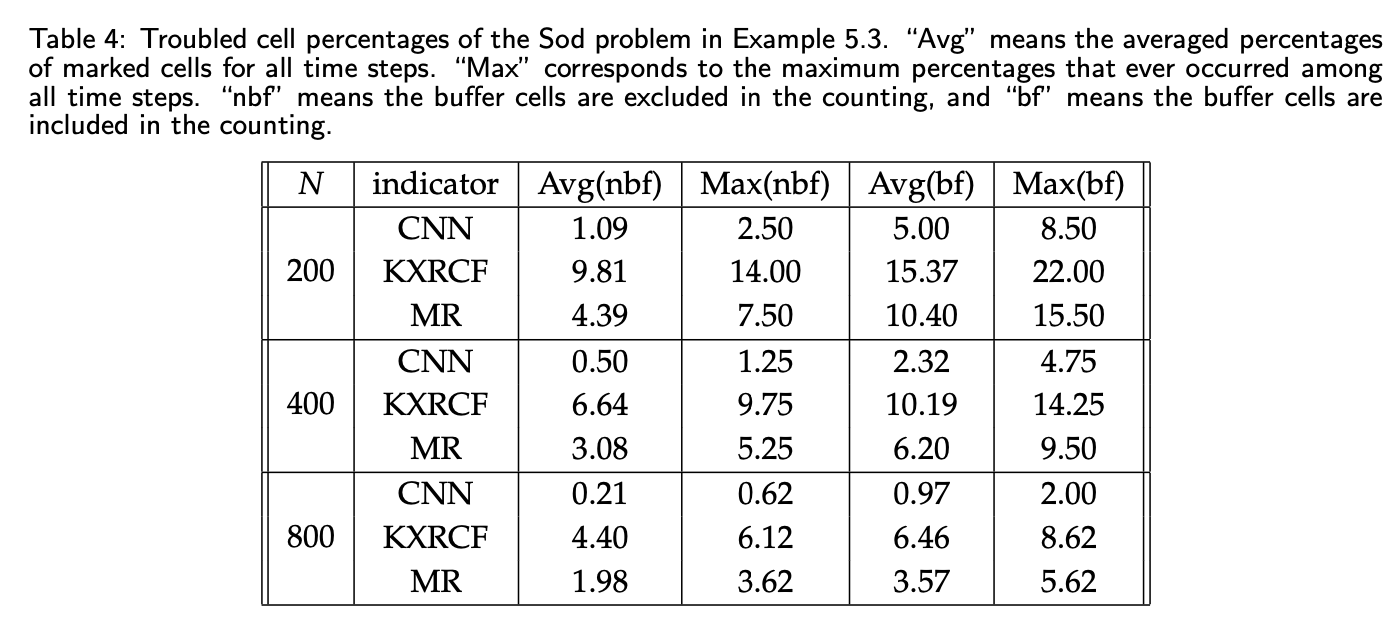 Table 4: Troubled cell percentages of the Sod problem in Example 5.3. “Avg” means the averaged percentages
of marked cells for all time steps. “Max” corresponds to the maximum percentages that ever occurred among
all time steps. “nbf” means the buffer cells are excluded in the counting, and “bf” means the buffer cells are
included in the counting.
N indicator Avg(nbf) Max(nbf) Avg(bf) Max(bf)
CNN 1.09 2.50 5.00 8.50
200 KXRCF 9.81 14.00 15.37 22.00
MR 4.39 7.50 10.40 15.50
CNN 0.50 1.25 2.32 4.75
400 KXRCF 6.64 9.75 10.19 14.25
MR 3.08 5.25 6.20 9.50
CNN 0.21 0.62 0.97 2.00
800 KXRCF 4.40 6.12 6.46 8.62
MR 1.98 3.62 3.57 5.62